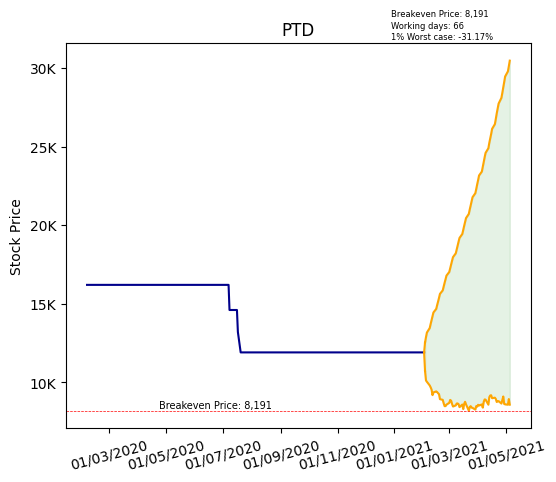 Breakeven Price: 8,191
Working days: 66
1% Worst case: -31.17%
PTD
Stock Price
30K
25K
20K
15K
10K
Breakeven Price: 8,191
01/03/2020
01/05/2020
01/07/2020
01/09/2020
01/11/2020
01/01/2021
01/03/2021
01/05/2021